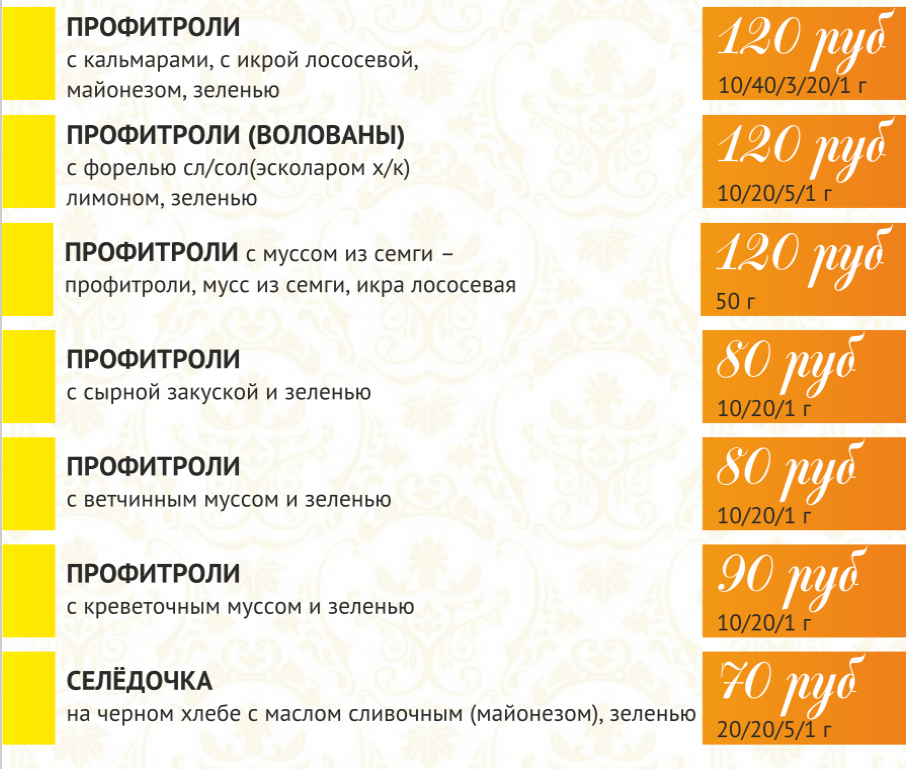 ПРОФИТРОЛИ
с кальмарами, с икрой лососевой,
майонезом, зеленью
120 руб
10/40/3/20/1 г
ПРОФИТРОЛИ (ВОЛОВАНЫ)
с форелью сл/сол(эсколаром х/к)
лимоном, зеленью
120 руб
10/20/5/1 г
ПРОФИТРОЛИ с муссом из семги –
профитроли, мусс из семги, икра лососевая
120 руб
50 г
ПРОФИТРОЛИ
с сырной закуской и зеленью
80 руб
10/20/1 г
ПРОФИТРОЛИ
с ветчинным муссом и зеленью
80 руб
10/20/1 г
ПРОФИТРОЛИ
с креветочным муссом и зеленью
90 руб
10/20/1 г
СЕЛЁДОЧКА
на черном хлебе с маслом сливочным (майонезом), зеленью
70 руб
20/20/5/1 г